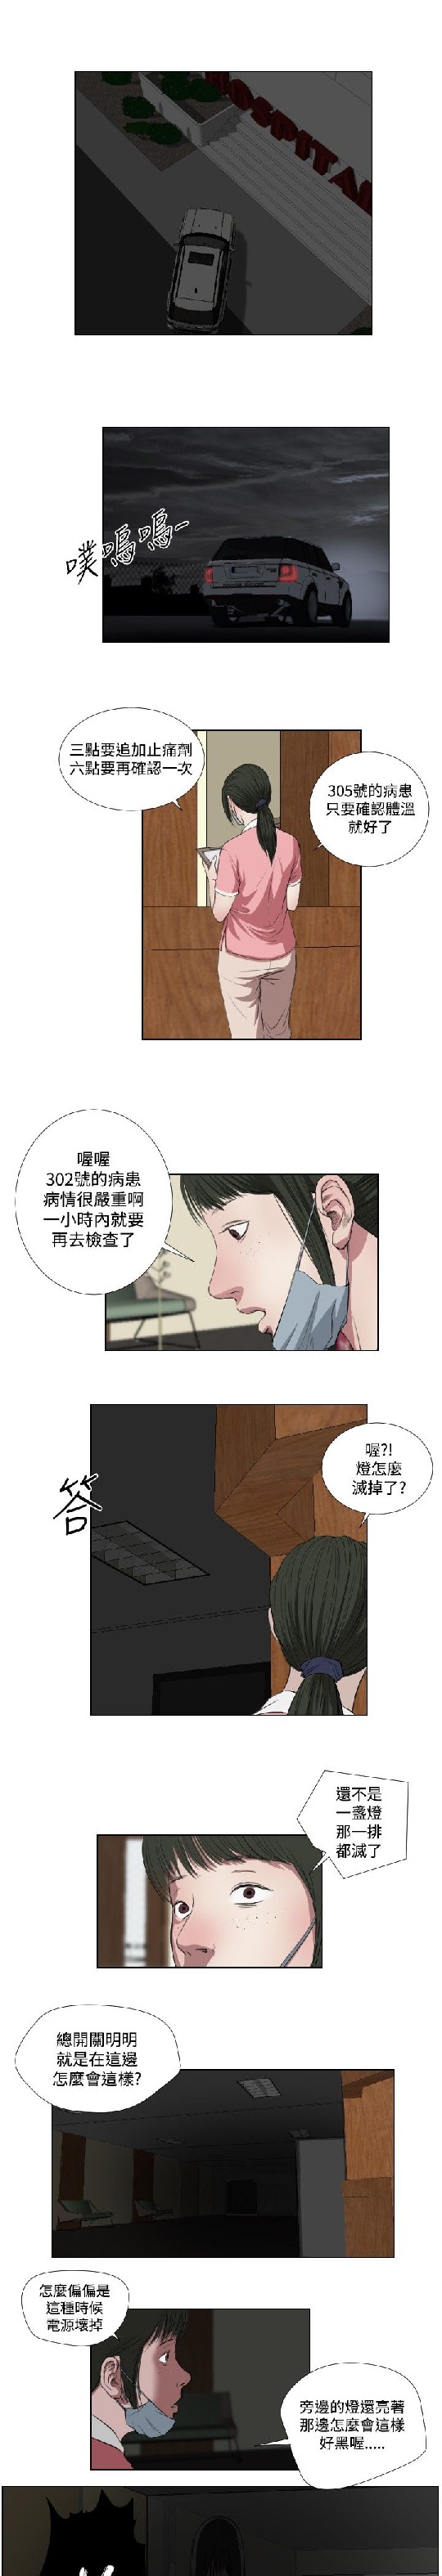 HOSPITAL
噗嗚嗚~
三點要追加止痛劑
六點要再確認一次
305號的病患
只要確認體溫
就好了
喔喔
302號的病患
病情很嚴重啊
一小時內就要
再去檢查了
答
喔?!
燈怎麼
滅掉了?
還不是
一盞燈
那一排
都滅了
總開關明明
就是在這邊
怎麼會這樣?
怎麼偏偏是
這種時候
電源壞掉
旁邊的燈還亮著
那邊怎麼會這樣
好黑喔.....